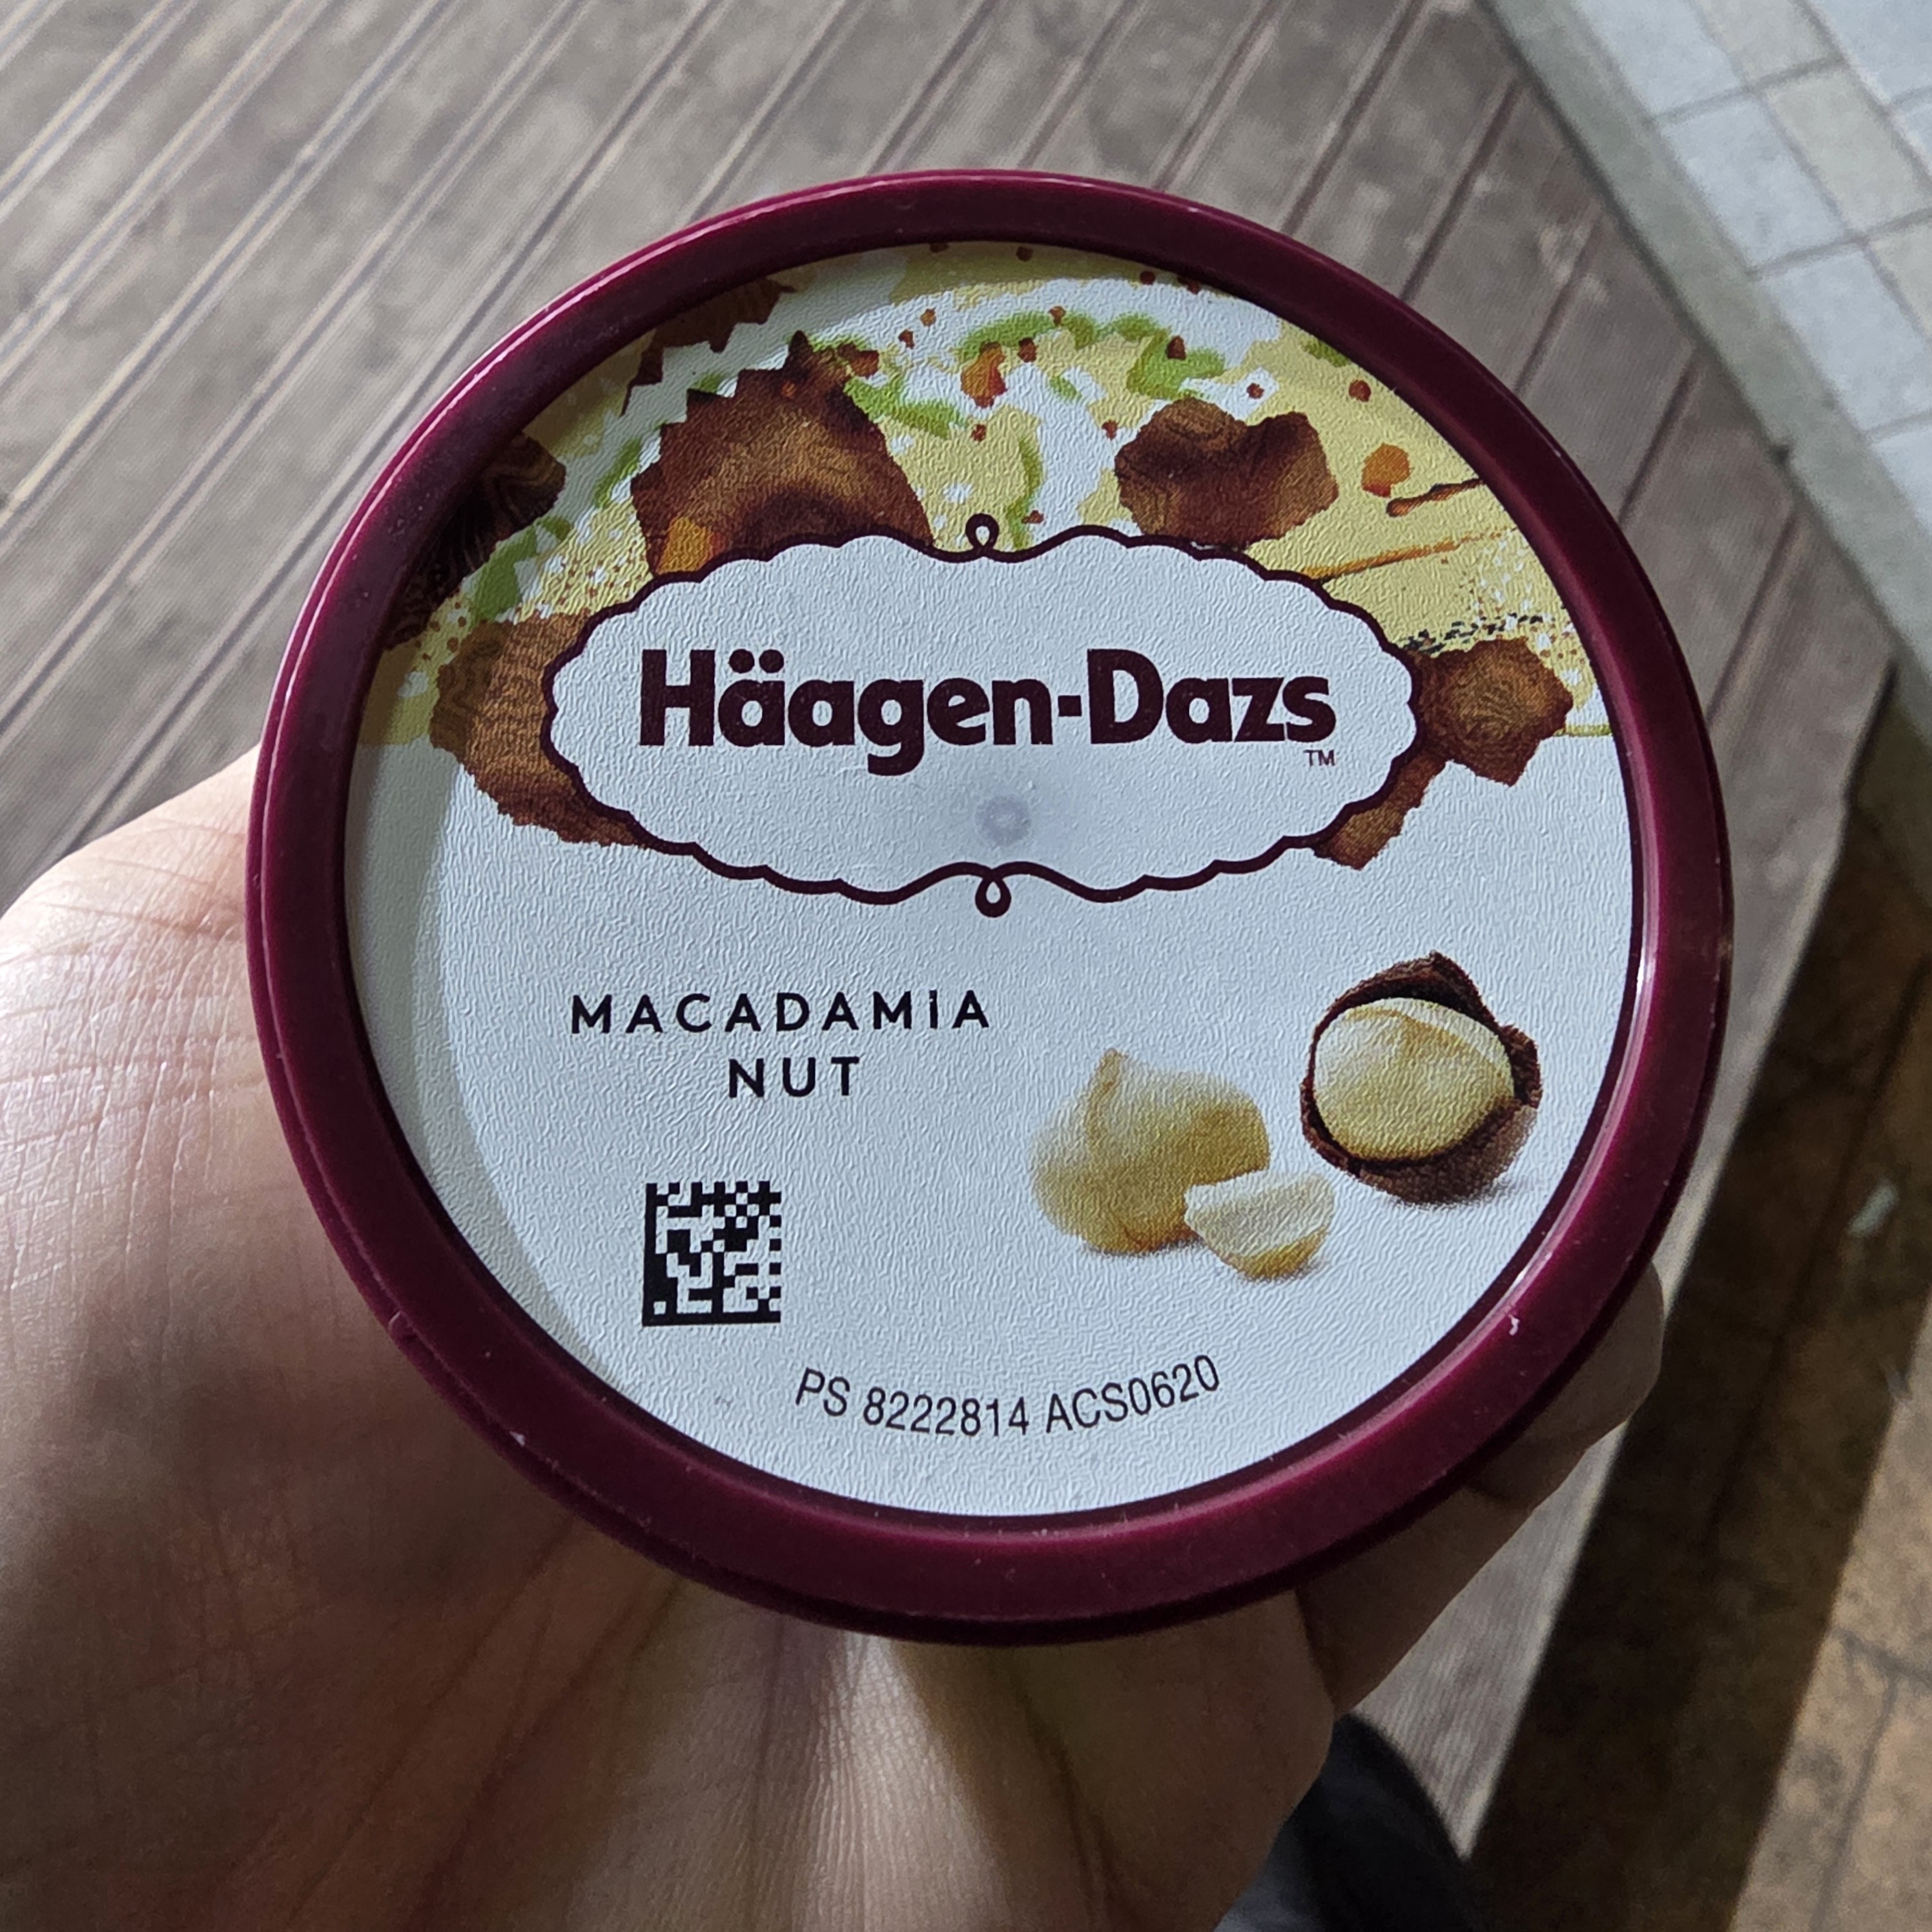 Häagen-Dazs
TM
MACADAMiA
NUT
PS 8222814 ACS0620